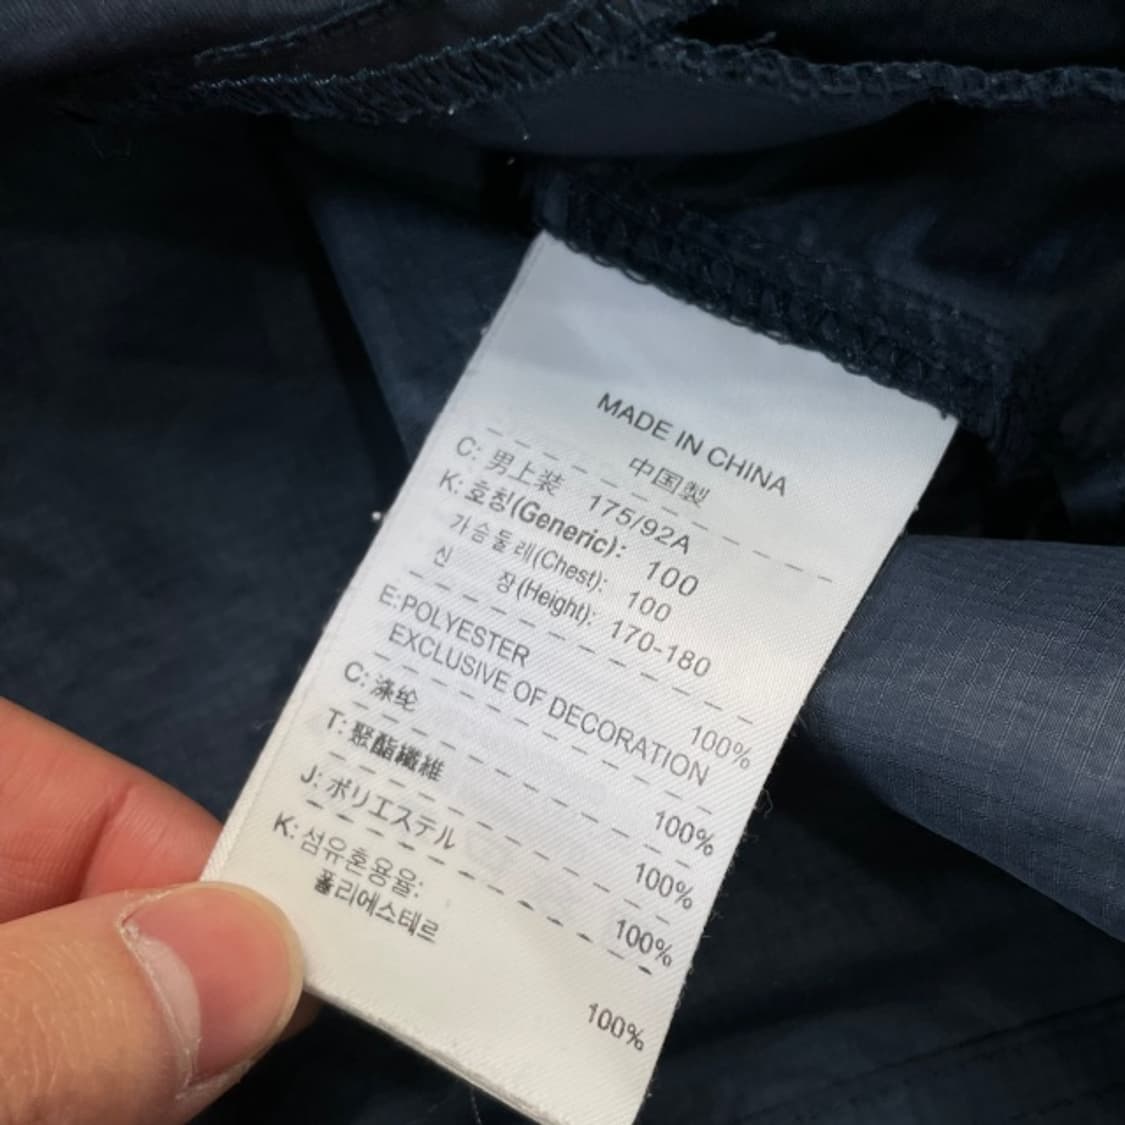 MADE IN CHINA
中国製
C: 男上装 175/92A
K: 호칭(Generic): 100
가슴둘레(Chest): 100
신 장(Height): 170-180
E:POLYESTER 100%
EXCLUSIVE OF DECORATION
C: 涤纶 100%
T: 聚酯纖維 100%
J: ポリエステル 100%
K: 섬유혼용율:
폴리에스테르 100%